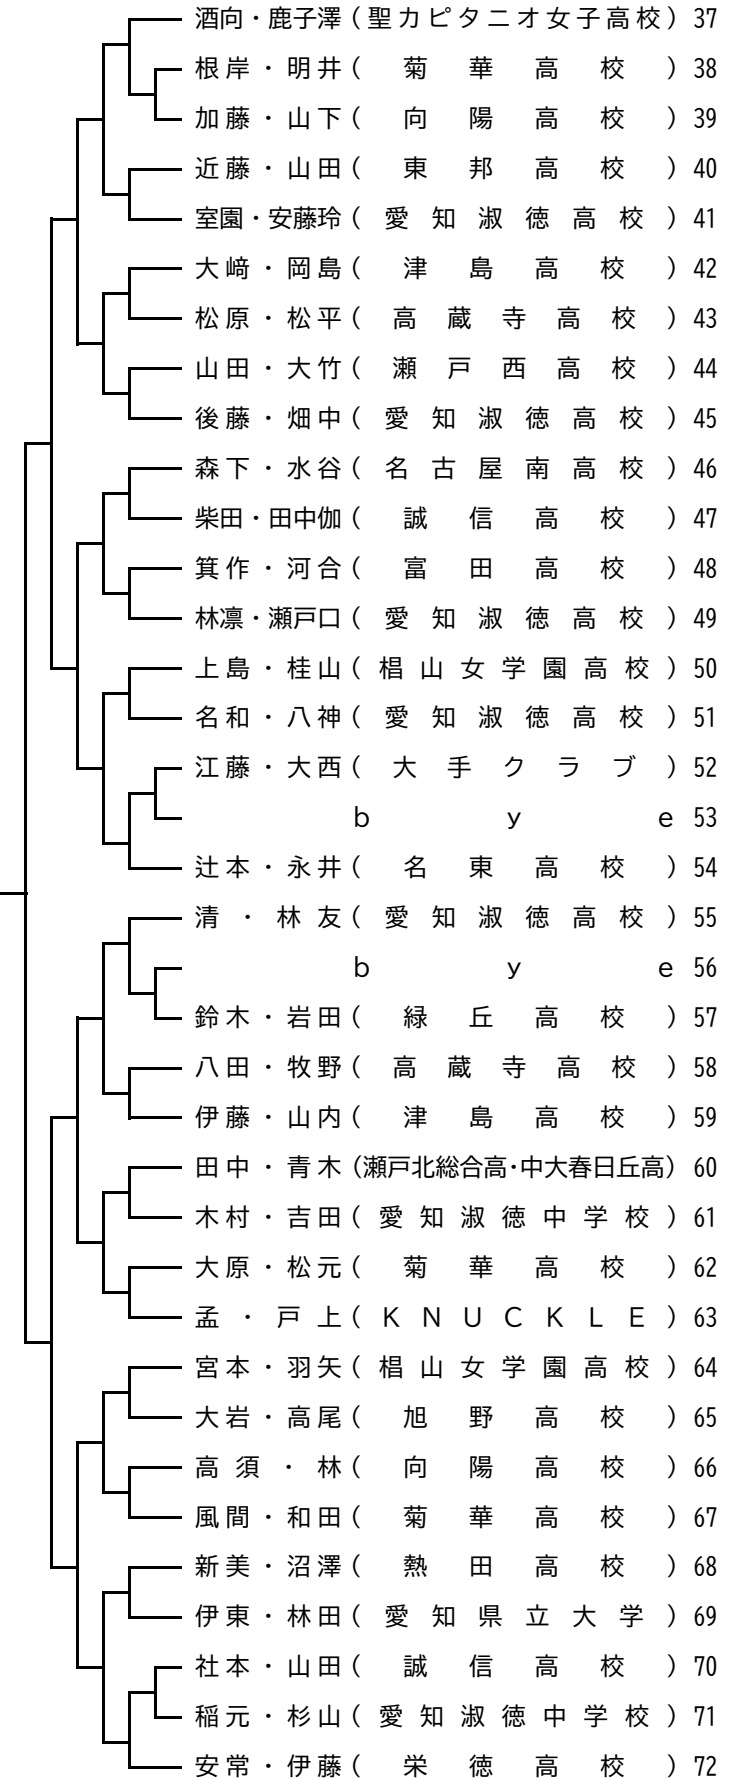 酒向・鹿子澤(聖カピタニオ女子高校) 37
根岸・明井(菊華高校) 38
加藤・山下(向陽高校) 39
近藤・山田(東邦高校) 40
室園・安藤玲(愛知淑徳高校) 41
大﨑・岡島(津島高校) 42
松原・松平(高蔵寺高校) 43
山田・大竹(瀬戸西高校) 44
後藤・畑中(愛知淑徳高校) 45
森下・水谷(名古屋南高校) 46
柴田・田中伽(誠信高校) 47
箕作・河合(富田高校) 48
林凛・瀬戸口(愛知淑徳高校) 49
上島・桂山(椙山女学園高校) 50
名和・八神(愛知淑徳高校) 51
江藤・大西(大手クラブ) 52
bye 53
辻本・永井(名東高校) 54
清・林友(愛知淑徳高校) 55
bye 56
鈴木・岩田(緑丘高校) 57
八田・牧野(高蔵寺高校) 58
伊藤・山内(津島高校) 59
田中・青木(瀬戸北総合高・中大春日丘高) 60
木村・吉田(愛知淑徳中学校) 61
大原・松元(菊華高校) 62
孟・戸上(KNUCKLE) 63
宮本・羽矢(椙山女学園高校) 64
大岩・高尾(旭野高校) 65
高須・林(向陽高校) 66
風間・和田(菊華高校) 67
新美・沼澤(熱田高校) 68
伊東・林田(愛知県立大学) 69
社本・山田(誠信高校) 70
稲元・杉山(愛知淑徳中学校) 71
安常・伊藤(栄徳高校) 72